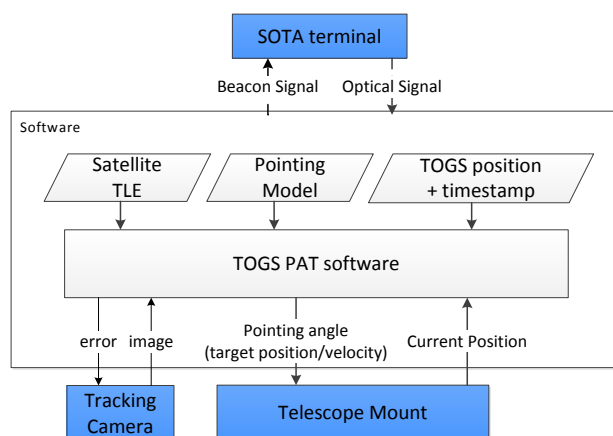 SOTA terminal
Beacon Signal
Optical Signal
Software
Satellite
TLE
Pointing
Model
TOGS position
+ timestamp
TOGS PAT software
error
image
Pointing angle
(target position/velocity)
Current Position
Tracking
Camera
Telescope Mount